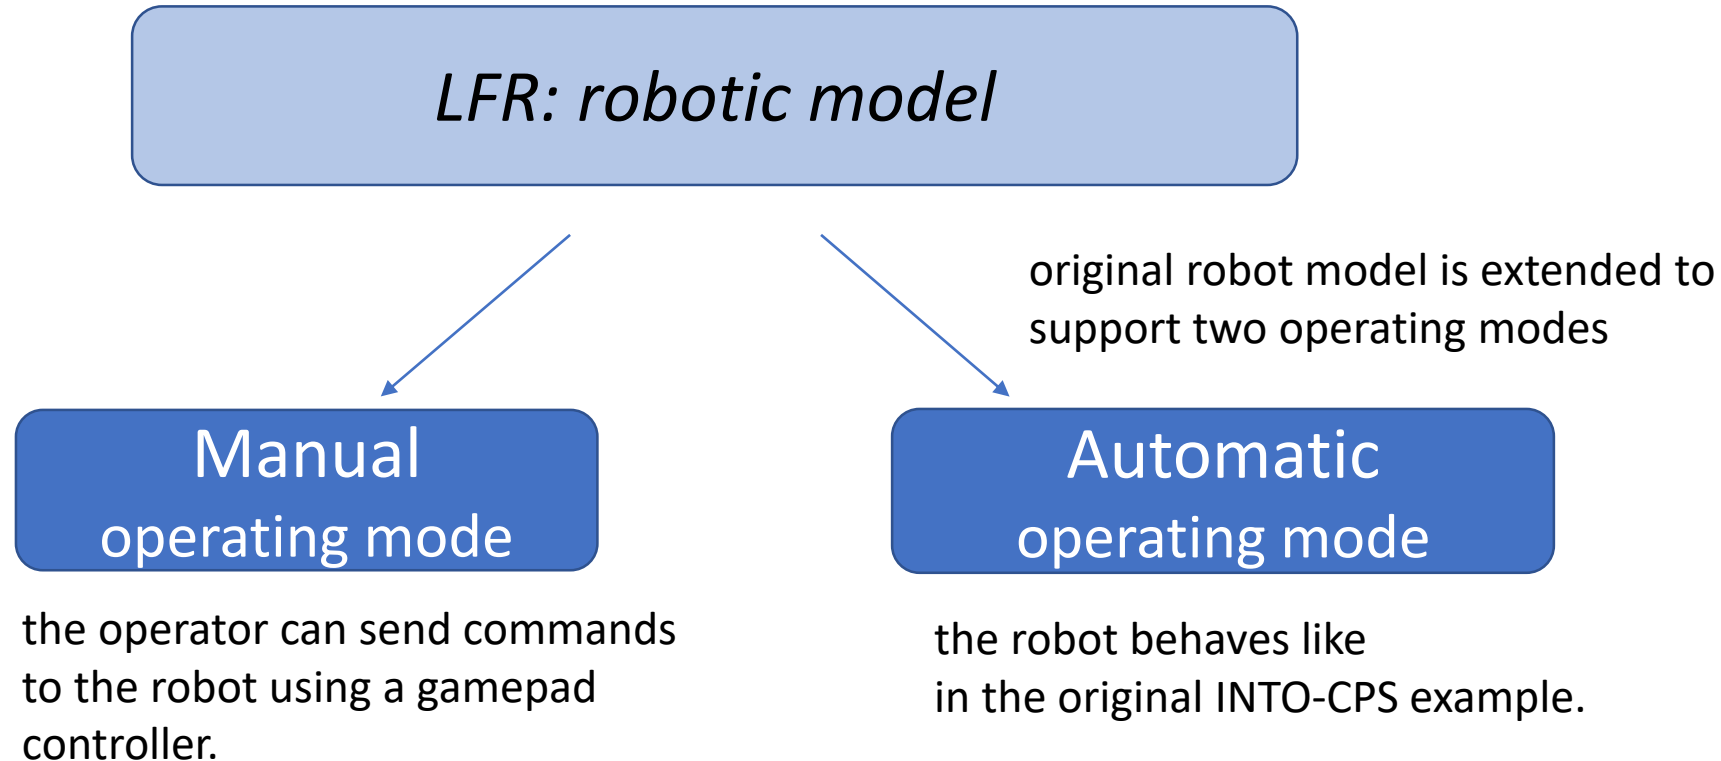 LFR: robotic model
original robot model is extended to
support two operating modes
Manual
operating mode
Automatic
operating mode
the operator can send commands
to the robot using a gamepad
controller.
the robot behaves like
in the original INTO-CPS example.